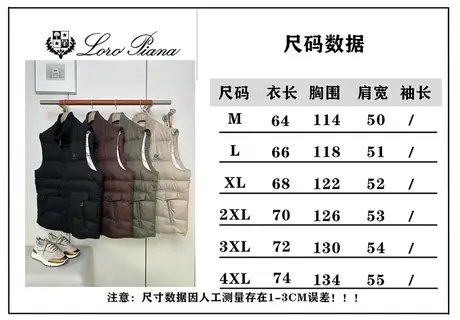 Loro Piana
尺码数据
尺码 衣长 胸围 肩宽 袖长
M 64 114 50 /
L 66 118 51 /
XL 68 122 52 /
2XL 70 126 53 /
3XL 72 130 54 /
4XL 74 134 55 /
注意：尺寸数据因人工测量存在1-3CM误差！！！